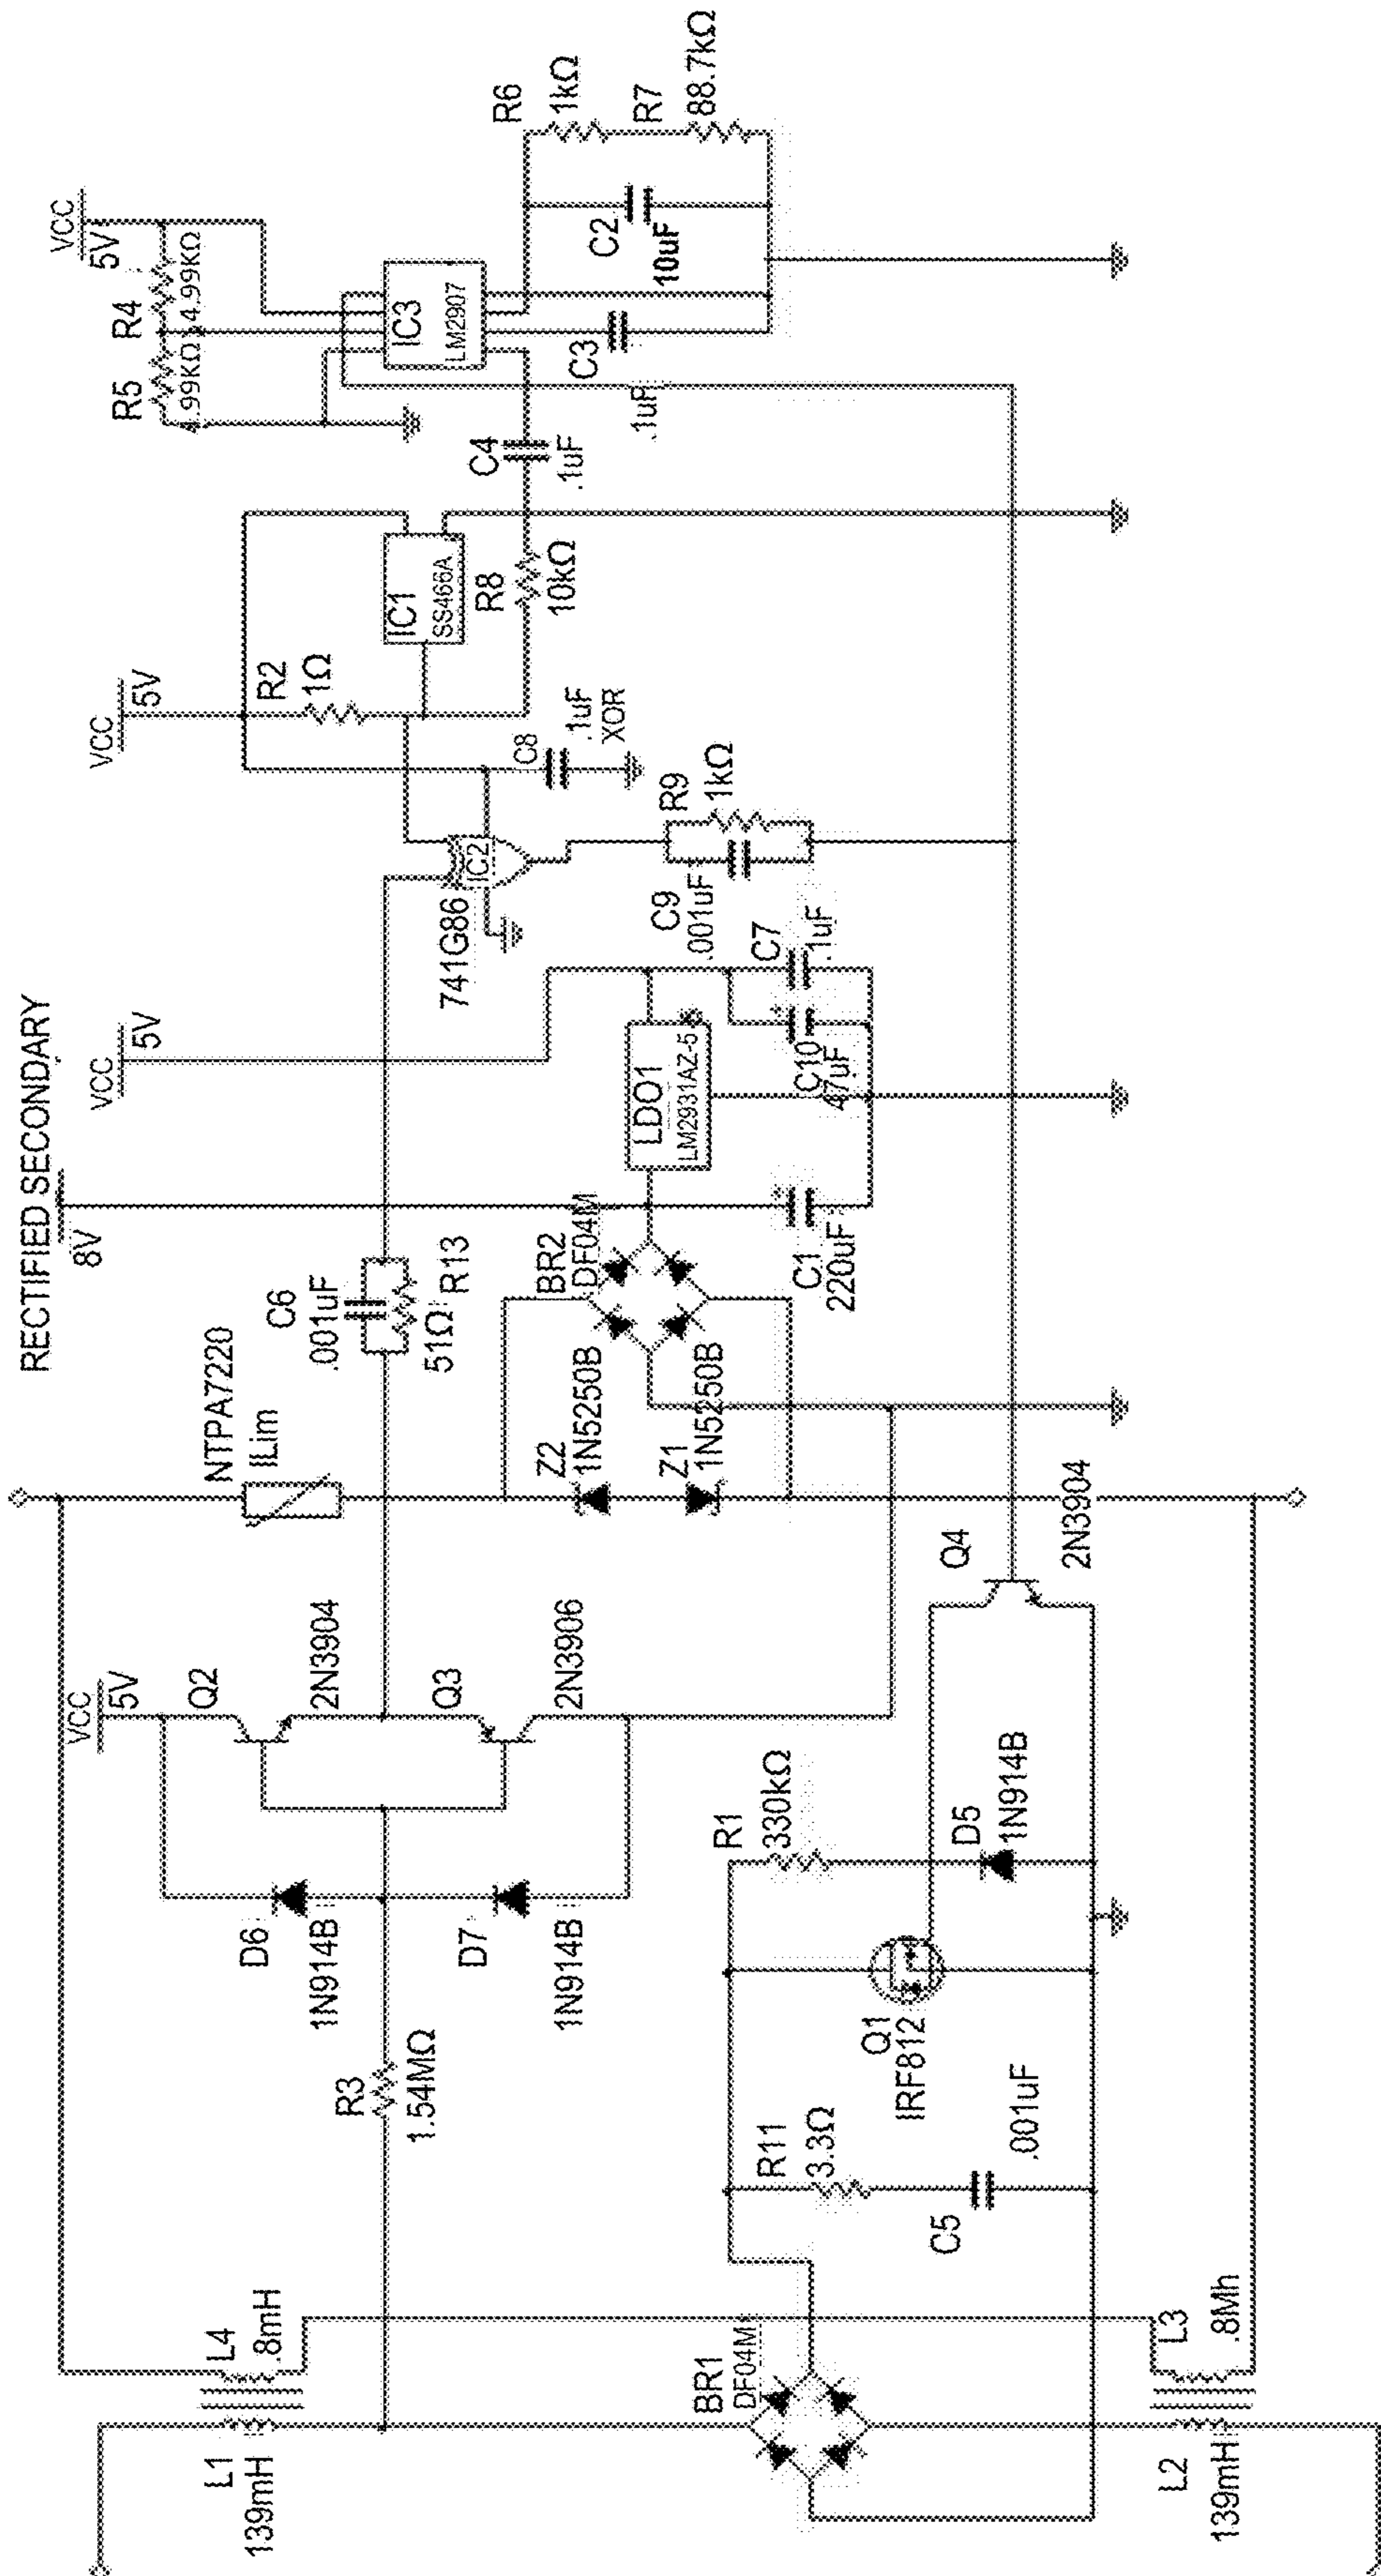 RECTIFIED SECONDARY
8V
VCC
5V
VCC
5V
VCC
5V
VCC
5V
L1
139mH
L4
.8mH
R3
1.54MΩ
D6
1N914B
D7
1N914B
Q2
2N3904
Q3
2N3906
NTPA7220
ILim
C6
.001uF
51Ω
R13
Z2
1N5250B
Z1
1N5250B
BR2
DF04M
LDO1
LM2931AZ-5
C1
220uF
C10
47uF
C7
.1uF
741G86
IC2
C9
.001uF
R9
1kΩ
C8
.1uF
XOR
R2
1Ω
IC1
SS466A
R8
10kΩ
C4
.1uF
R5
4.99KΩ
R4
4.99KΩ
IC3
LM2907
C3
.1uF
C2
10uF
R6
1kΩ
R7
88.7kΩ
BR1
DF04M
R11
3.3Ω
C5
.001uF
Q1
IRF812
R1
330kΩ
D5
1N914B
Q4
2N3904
L2
139mH
L3
.8Mh